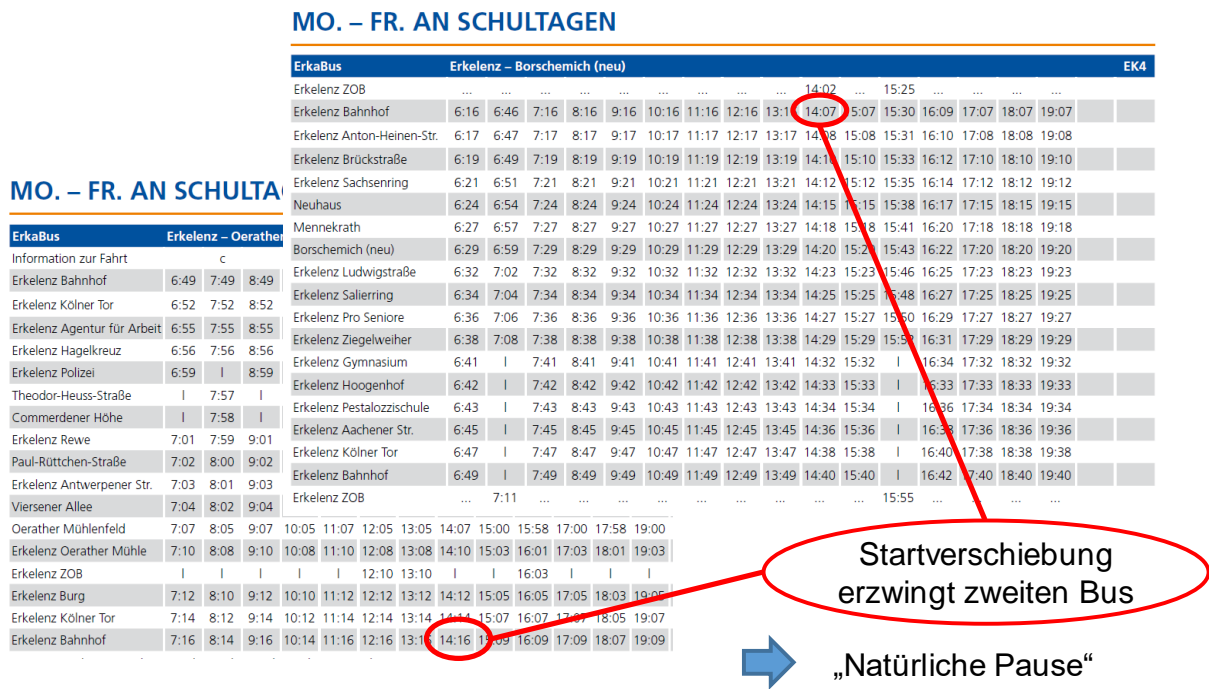 MO. – FR. AN SCHULTAGEN
ErkaBus Erkelenz – Borschemich (neu) EK4
Erkelenz ZOB ... ... ... ... ... ... ... ... ... 14:02 ... 15:25 ... ... ... ...
Erkelenz Bahnhof 6:16 6:46 7:16 8:16 9:16 10:16 11:16 12:16 13:16 14:07 15:07 15:30 16:09 17:07 18:07 19:07
Erkelenz Anton-Heinen-Str. 6:17 6:47 7:17 8:17 9:17 10:17 11:17 12:17 13:17 14:08 15:08 15:31 16:10 17:08 18:08 19:08
Erkelenz Brückstraße 6:19 6:49 7:19 8:19 9:19 10:19 11:19 12:19 13:19 14:10 15:10 15:33 16:12 17:10 18:10 19:10
Erkelenz Sachsenring 6:21 6:51 7:21 8:21 9:21 10:21 11:21 12:21 13:21 14:12 15:12 15:35 16:14 17:12 18:12 19:12
Neuhaus 6:24 6:54 7:24 8:24 9:24 10:24 11:24 12:24 13:24 14:15 15:15 15:38 16:17 17:15 18:15 19:15
Mennekrath 6:27 6:57 7:27 8:27 9:27 10:27 11:27 12:27 13:27 14:18 15:18 15:41 16:20 17:18 18:18 19:18
Borschemich (neu) 6:29 6:59 7:29 8:29 9:29 10:29 11:29 12:29 13:29 14:20 15:20 15:43 16:22 17:20 18:20 19:20
Erkelenz Ludwigstraße 6:32 7:02 7:32 8:32 9:32 10:32 11:32 12:32 13:32 14:23 15:23 15:46 16:25 17:23 18:23 19:23
Erkelenz Salierring 6:34 7:04 7:34 8:34 9:34 10:34 11:34 12:34 13:34 14:25 15:25 15:48 16:27 17:25 18:25 19:25
Erkelenz Pro Seniore 6:36 7:06 7:36 8:36 9:36 10:36 11:36 12:36 13:36 14:27 15:27 15:50 16:29 17:27 18:27 19:27
Erkelenz Ziegelweiher 6:38 7:08 7:38 8:38 9:38 10:38 11:38 12:38 13:38 14:29 15:29 15:52 16:31 17:29 18:29 19:29
Erkelenz Gymnasium 6:41 I 7:41 8:41 9:41 10:41 11:41 12:41 13:41 14:32 15:32 I 16:34 17:32 18:32 19:32
Erkelenz Hoogenhof 6:42 I 7:42 8:42 9:42 10:42 11:42 12:42 13:42 14:33 15:33 I 16:33 17:33 18:33 19:33
Erkelenz Pestalozzischule 6:43 I 7:43 8:43 9:43 10:43 11:43 12:43 13:43 14:34 15:34 I 16:36 17:34 18:34 19:34
Erkelenz Aachener Str. 6:45 I 7:45 8:45 9:45 10:45 11:45 12:45 13:45 14:36 15:36 I 16:38 17:36 18:36 19:36
Erkelenz Kölner Tor 6:47 I 7:47 8:47 9:47 10:47 11:47 12:47 13:47 14:38 15:38 I 16:40 17:38 18:38 19:38
Erkelenz Bahnhof 6:49 I 7:49 8:49 9:49 10:49 11:49 12:49 13:49 14:40 15:40 I 16:42 17:40 18:40 19:40
Erkelenz ZOB ... 7:11 ... ... ... ... ... ... ... ... ... 15:55 ... ... ... ...
MO. – FR. AN SCHULTA
ErkaBus Erkelenz – Oerather
Information zur Fahrt c
Erkelenz Bahnhof 6:49 7:49 8:49
Erkelenz Kölner Tor 6:52 7:52 8:52
Erkelenz Agentur für Arbeit 6:55 7:55 8:55
Erkelenz Hagelkreuz 6:56 7:56 8:56
Erkelenz Polizei 6:59 I 8:59
Theodor-Heuss-Straße I 7:57 I
Commerdener Höhe I 7:58 I
Erkelenz Rewe 7:01 7:59 9:01
Paul-Rüttchen-Straße 7:02 8:00 9:02
Erkelenz Antwerpener Str. 7:03 8:01 9:03
Viersener Allee 7:04 8:02 9:04
Oerather Mühlenfeld 7:07 8:05 9:07 10:05 11:07 12:05 13:05 14:07 15:00 15:58 17:00 17:58 19:00
Erkelenz Oerather Mühle 7:10 8:08 9:10 10:08 11:10 12:08 13:08 14:10 15:03 16:01 17:03 18:01 19:03
Erkelenz ZOB I I I I I 12:10 13:10 I I 16:03 I I I
Erkelenz Burg 7:12 8:10 9:12 10:10 11:12 12:12 13:12 14:12 15:05 16:05 17:05 18:03 19:05
Erkelenz Kölner Tor 7:14 8:12 9:14 10:12 11:14 12:14 13:14 14:14 15:07 16:07 17:07 18:05 19:07
Erkelenz Bahnhof 7:16 8:14 9:16 10:14 11:16 12:16 13:16 14:16 15:09 16:09 17:09 18:07 19:09
Startverschiebung
erzwingt zweiten Bus
„Natürliche Pause“